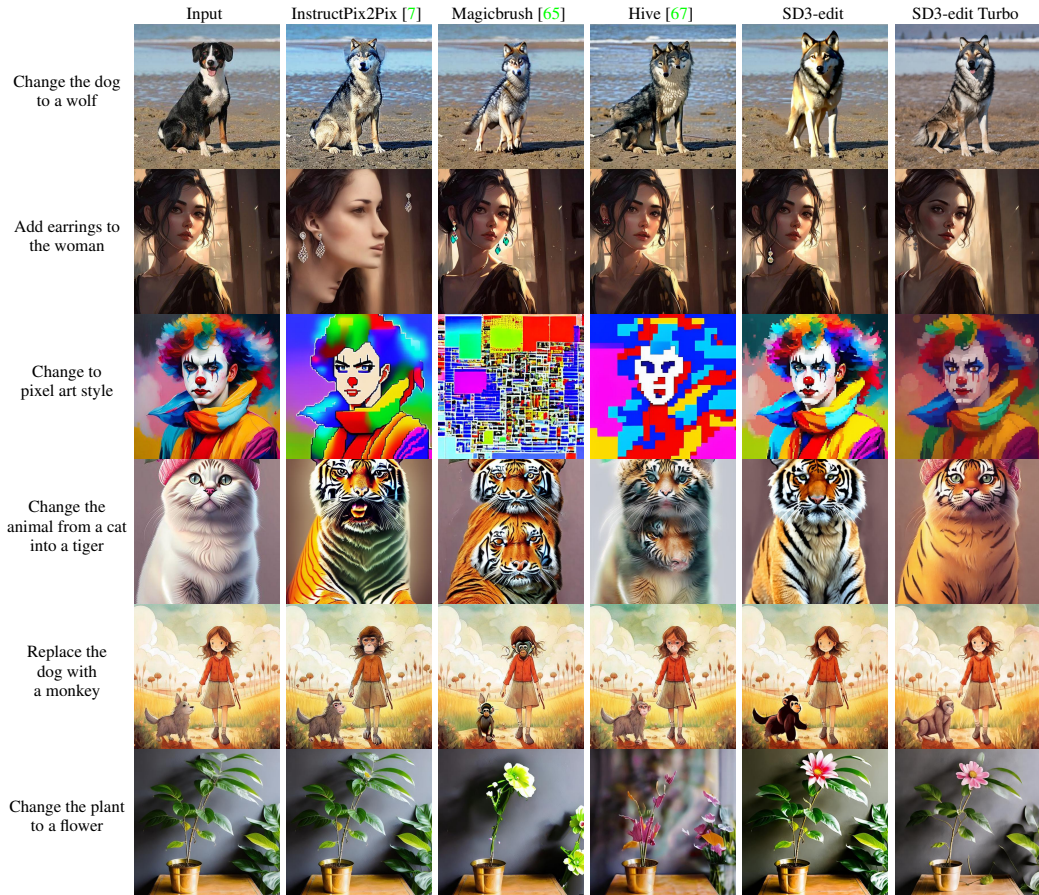 Input InstructPix2Pix [7] Magicbrush [65] Hive [67] SD3-edit SD3-edit Turbo
Change the dog
to a wolf
Add earrings to
the woman
Change to
pixel art style
Change the
animal from a cat
into a tiger
Replace the
dog with
a monkey
Change the plant
to a flower